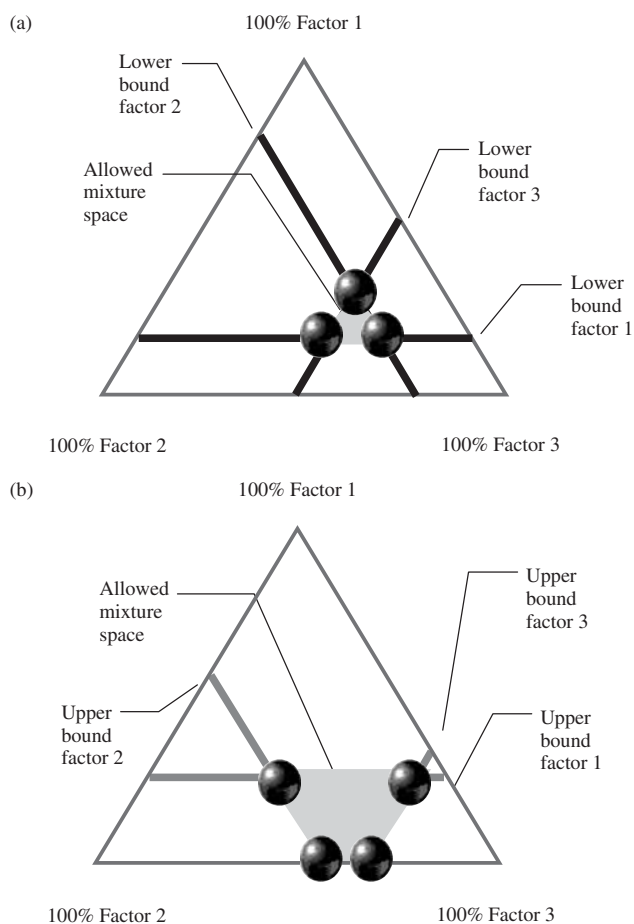 (a)
100% Factor 1
Lower
bound
factor 2
Lower
bound
factor 3
Allowed
mixture
space
Lower
bound
factor 1
100% Factor 2
100% Factor 3
(b)
100% Factor 1
Allowed
mixture
space
Upper
bound
factor 3
Upper
bound
factor 2
Upper
bound
factor 1
100% Factor 2
100% Factor 3